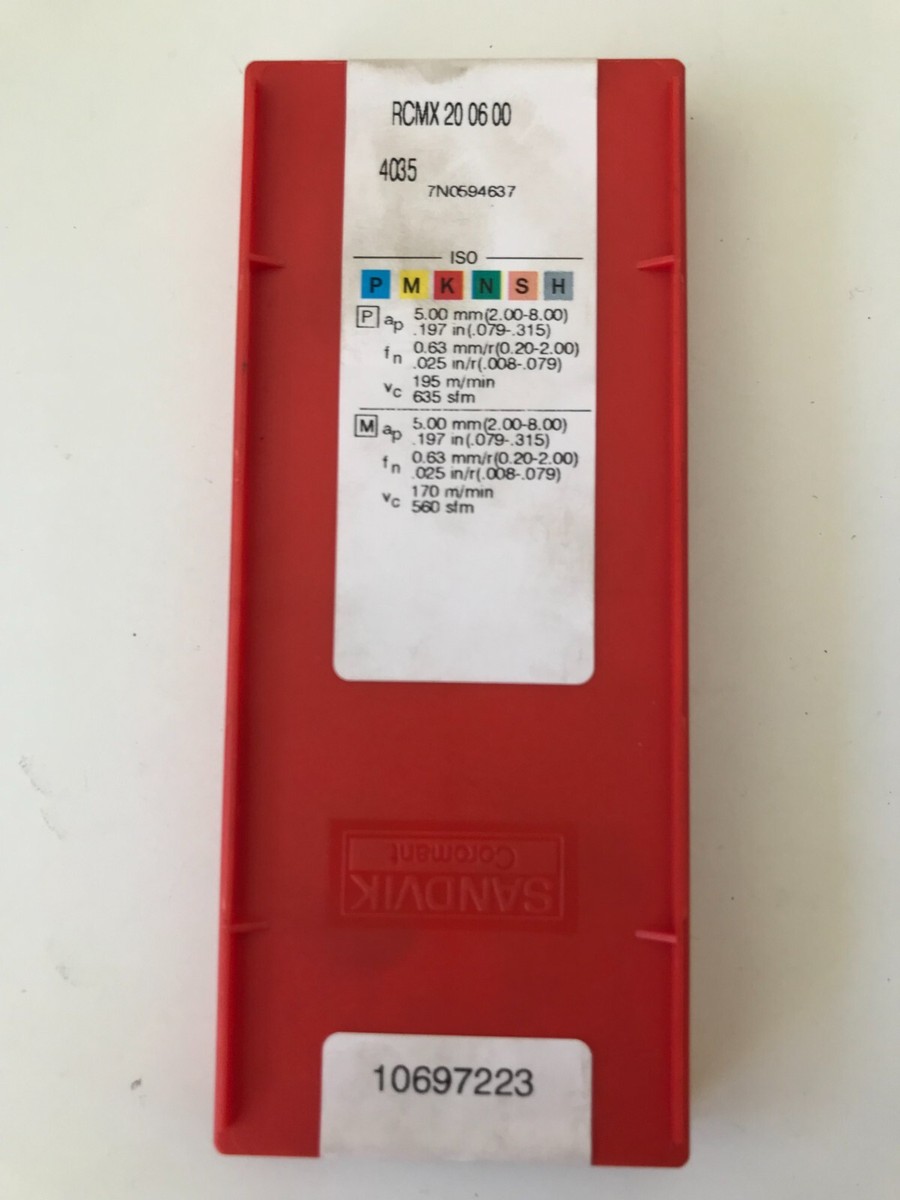 RCMX 20 06 00
4035
7N0594637
ISO
P M K N S H
P ap 5.00 mm(2.00-8.00)
.197 in(.079-.315)
fn 0.63 mm/r(0.20-2.00)
.025 in/r(.008-.079)
vc 195 m/min
635 sfm
M ap 5.00 mm(2.00-8.00)
.197 in(.079-.315)
fn 0.63 mm/r(0.20-2.00)
.025 in/r(.008-.079)
vc 170 m/min
560 sfm
SANDVIK
Coromant
10697223